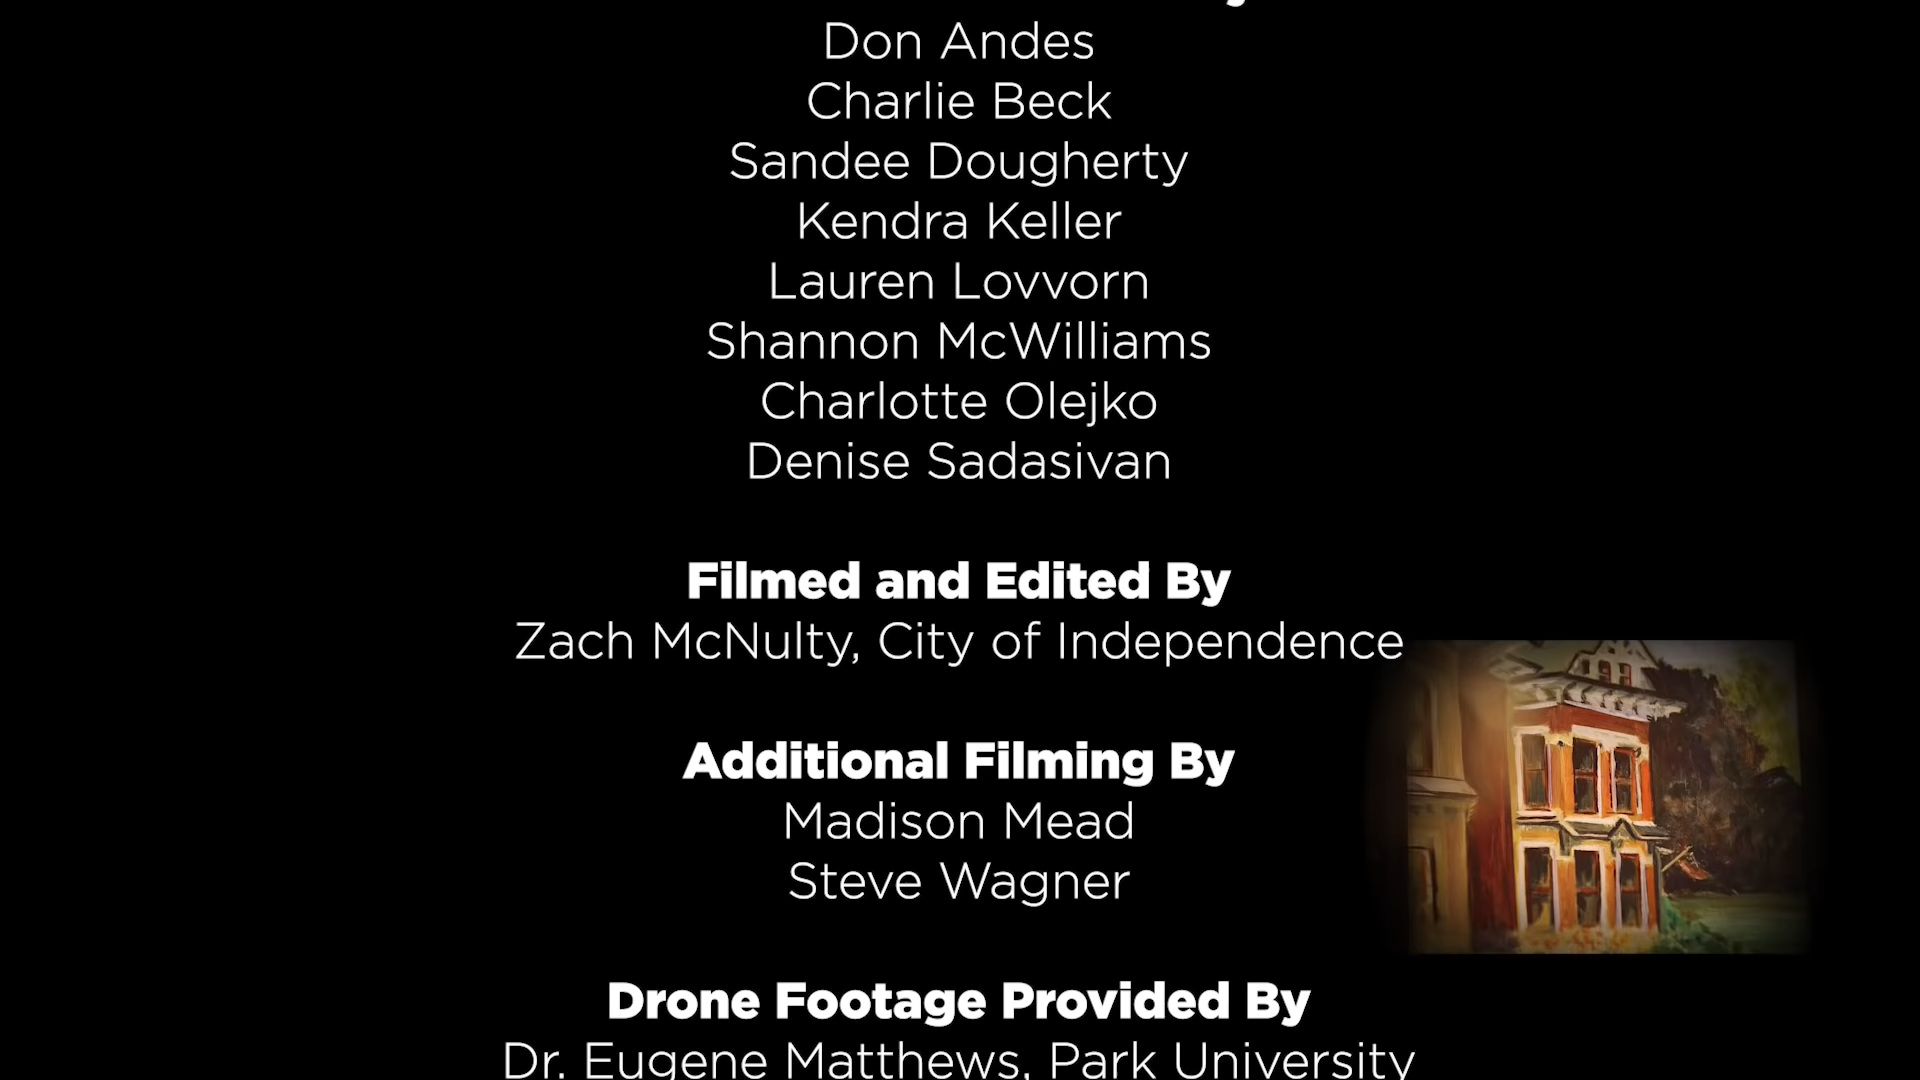 Don Andes
Charlie Beck
Sandee Dougherty
Kendra Keller
Lauren Lovvorn
Shannon McWilliams
Charlotte Olejko
Denise Sadasivan
Filmed and Edited By
Zach McNulty, City of Independence
Additional Filming By
Madison Mead
Steve Wagner
Drone Footage Provided By
Dr. Eugene Matthews, Park University